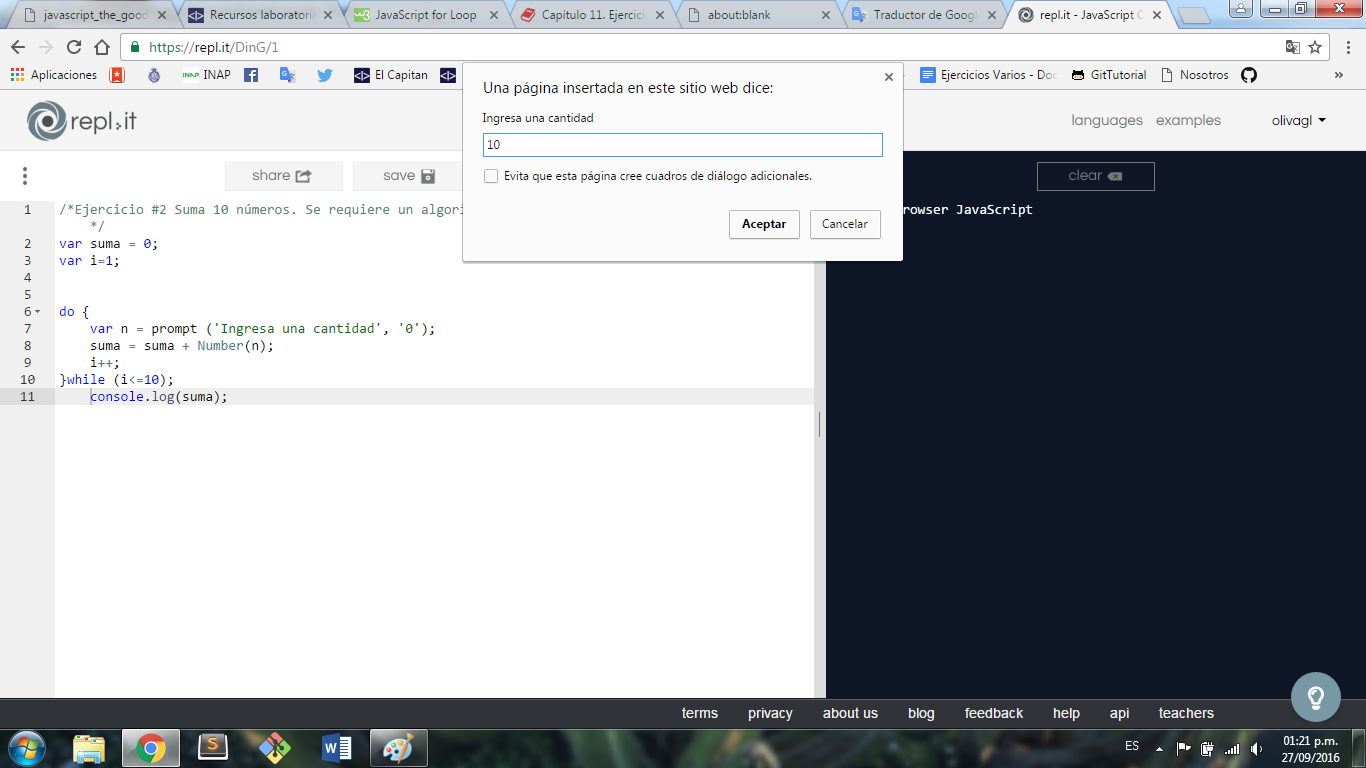 javascript_the_good
Recursos laboratori
JavaScript for Loop
Capítulo 11. Ejercici
about:blank
Traductor de Googl
repl.it - JavaScript C
https://repl.it/DinG/1
Aplicaciones
INAP
INAP
El Capitan
Ejercicios Varios - Doc
GitTutorial
Nosotros
»
Una página insertada en este sitio web dice:
Ingresa una cantidad
10
Evita que esta página cree cuadros de diálogo adicionales.
Aceptar
Cancelar
repl.it
languages
examples
olivagl
share
save
clear
1 /*Ejercicio #2 Suma 10 números. Se requiere un algori
*/
2 var suma = 0;
3 var i=1;
4
5
6 do {
7 var n = prompt ('Ingresa una cantidad', '0');
8 suma = suma + Number(n);
9 i++;
10 }while (i<=10);
11 console.log(suma);
rowser JavaScript
terms
privacy
about us
blog
feedback
help
api
teachers
ES
01:21 p.m.
27/09/2016